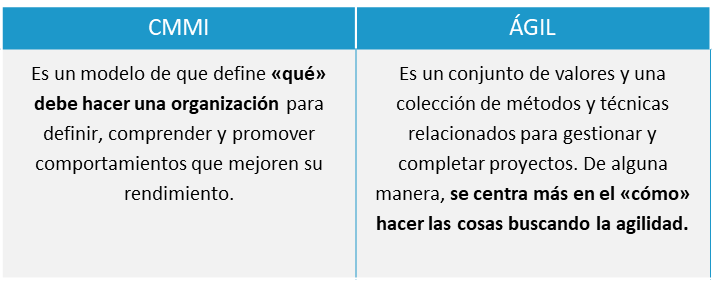 CMMI
ÁGIL
Es un modelo de que define «qué»
debe hacer una organización para
definir, comprender y promover
comportamientos que mejoren su
rendimiento.
Es un conjunto de valores y una
colección de métodos y técnicas
relacionados para gestionar y
completar proyectos. De alguna
manera, se centra más en el «cómo»
hacer las cosas buscando la agilidad.